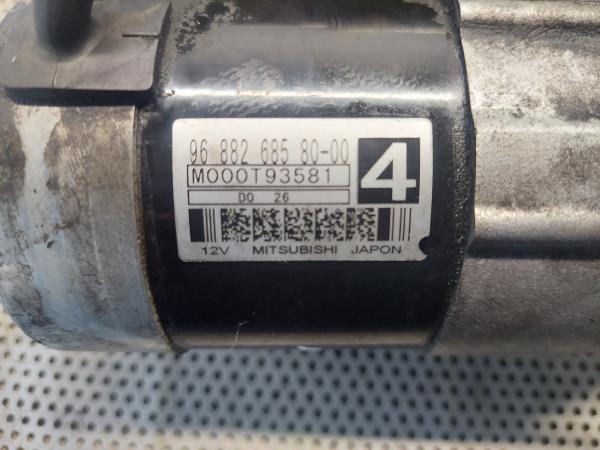 96 882 685 80-00
M000T93581
4
D0 26
12V MITSUBISHI JAPON